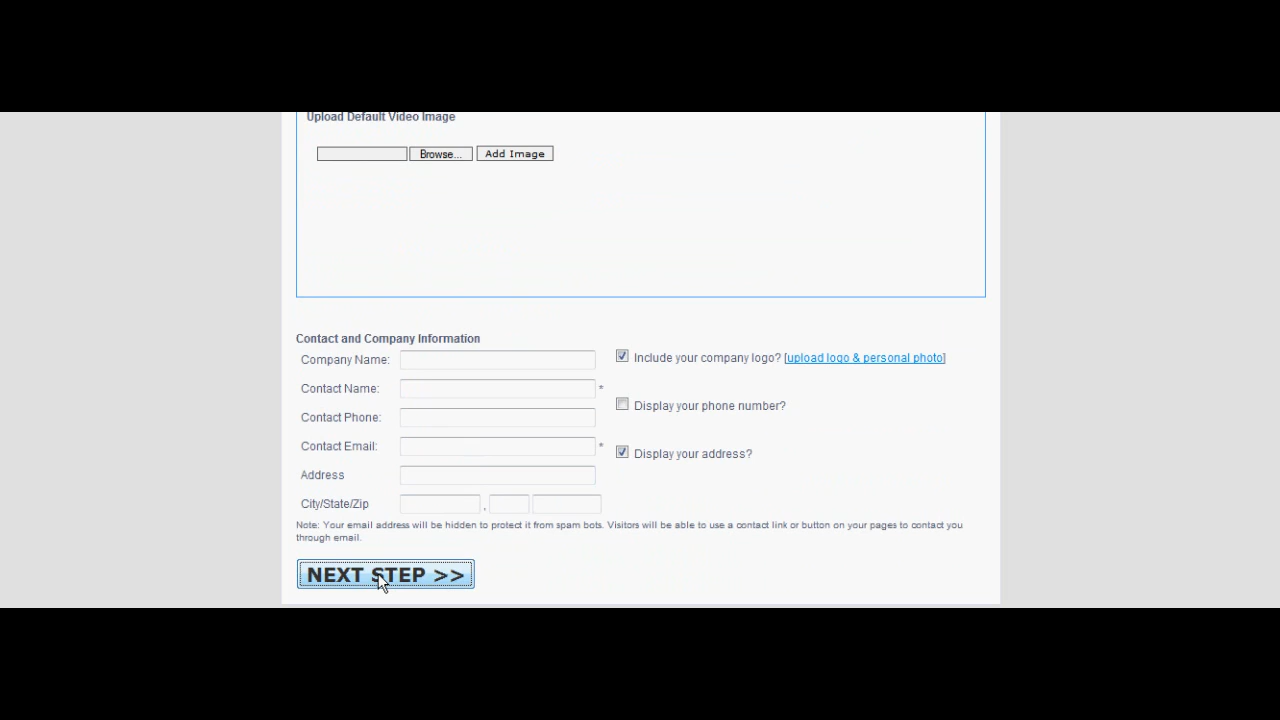 Upload Default Video Image
Browse... Add Image
Contact and Company Information
Company Name:
Include your company logo? [upload logo & personal photo]
Contact Name: *
Display your phone number?
Contact Phone:
Contact Email: *
Display your address?
Address
City/State/Zip ,
Note: Your email address will be hidden to protect it from spam bots. Visitors will be able to use a contact link or button on your pages to contact you
through email.
NEXT STEP >>